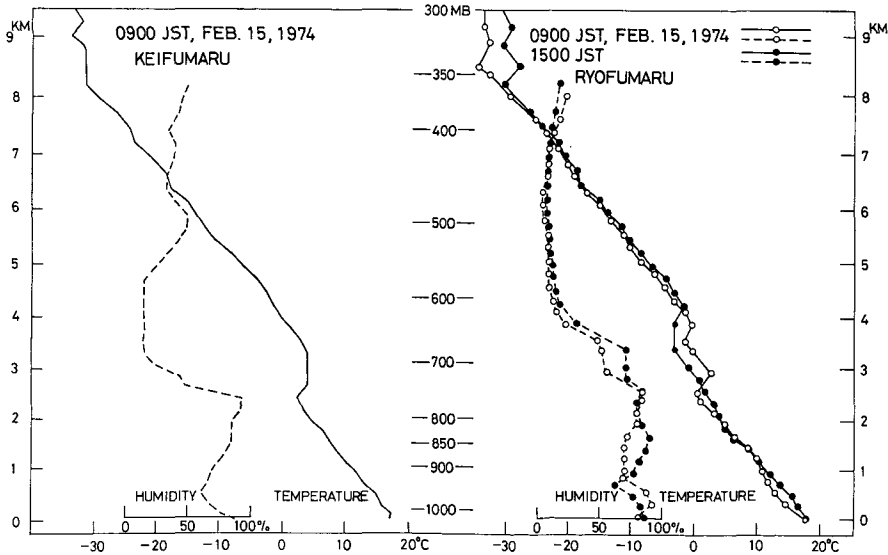 KM
9
8
7
6
5
4
3
2
1
0
0900 JST, FEB. 15, 1974
KEIFUMARU
HUMIDITY TEMPERATURE
0 50 100%
-30 -20 -10 0 10 20°C
300 MB
350
400
500
600
700
800
850
900
1000
0900 JST, FEB. 15, 1974
1500 JST
RYOFUMARU
HUMIDITY TEMPERATURE
0 50 100%
-30 -20 -10 0 10 20°C
KM
9
8
7
6
5
4
3
2
1
0